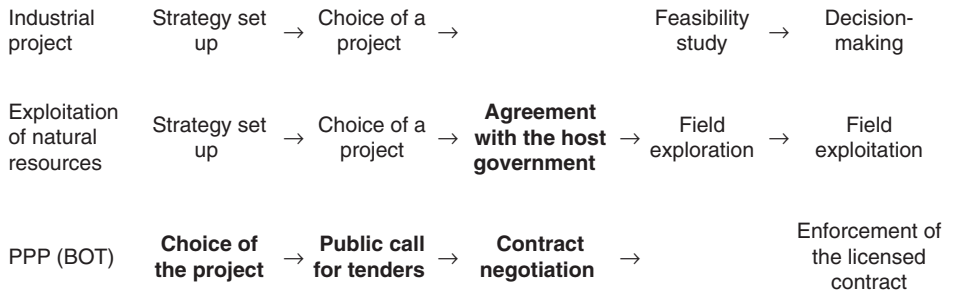 Industrial project
Strategy set up → Choice of a project → Feasibility study → Decision-making
Exploitation of natural resources
Strategy set up → Choice of a project → Agreement with the host government → Field exploration → Field exploitation
PPP (BOT)
Choice of the project → Public call for tenders → Contract negotiation → Enforcement of the licensed contract